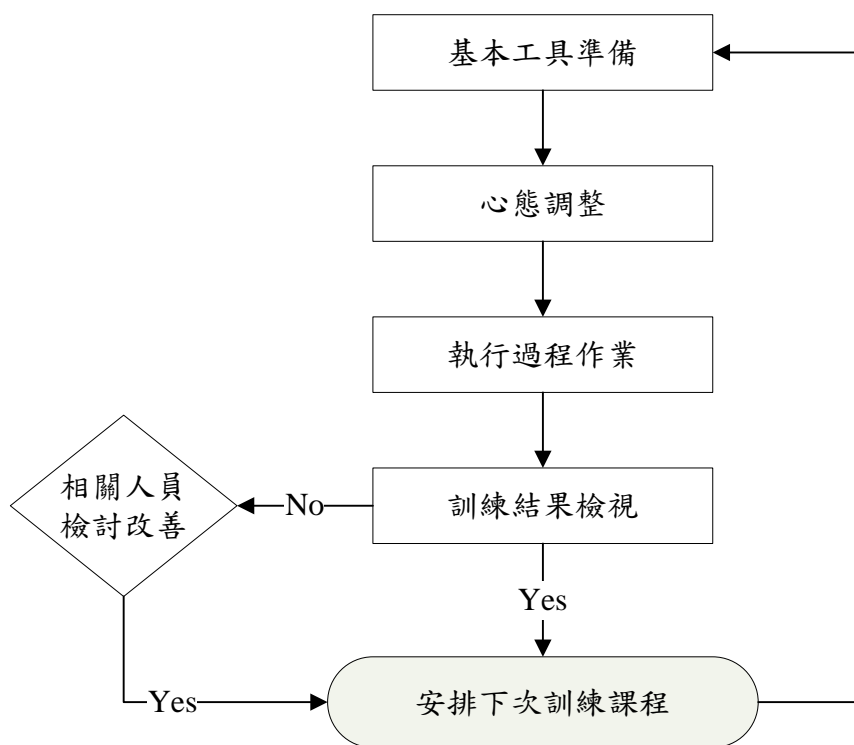 基本工具準備
心態調整
執行過程作業
相關人員
檢討改善
No
訓練結果檢視
Yes
Yes
安排下次訓練課程